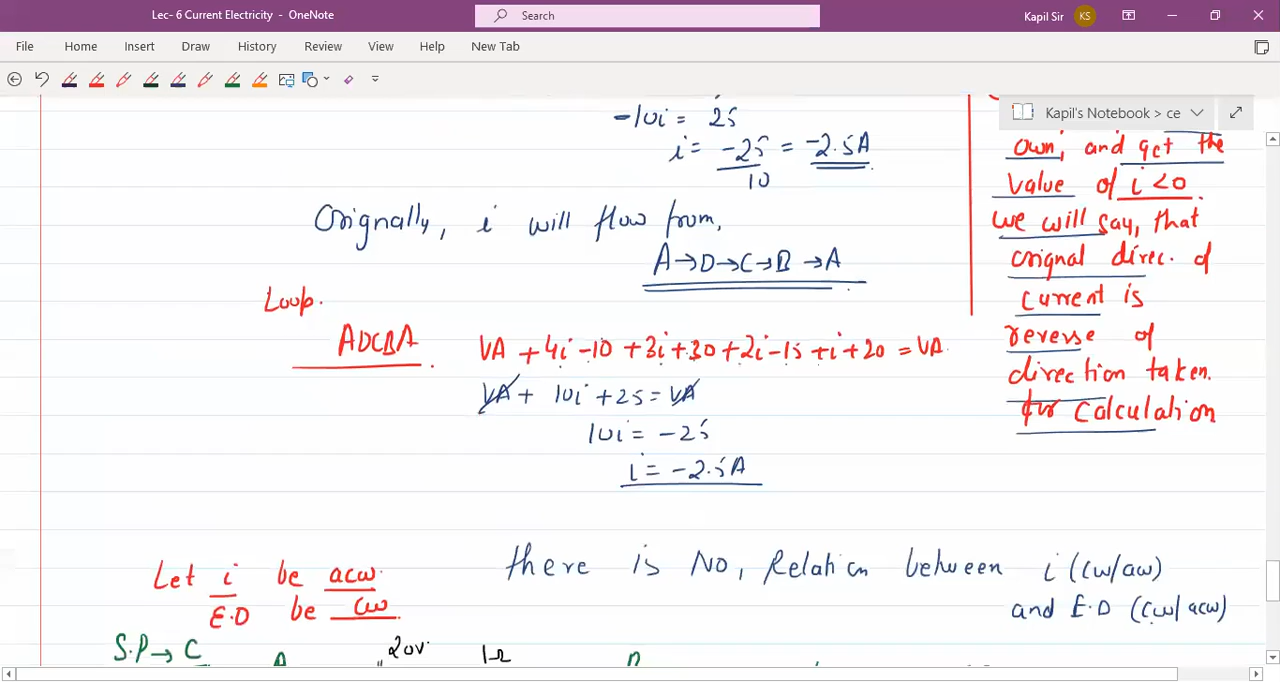 Lec- 6 Current Electricity - OneNote
Search
Kapil Sir KS
File Home Insert Draw History Review View Help New Tab
Kapil's Notebook > ce
-10i = 25
i = -25/10 = -2.5A
Orignally, i will flow from,
A→D→C→B→A
Loop.
ADCBA VA + 4i -10 + 3i + 30 + 2i - 15 + i + 20 = VA
VA + 10i + 25 = VA
10i = -25
i = -2.5A
own, and get the
value of i<0
we will say, that
orignal direc. of
current is
reverse of
direction taken.
for calculation
Let i be acw
E.D be cw
there is No, Relation between i (cw/aw)
and E.D (cw/acw)
S.P → C
A 20V. 1Ω B